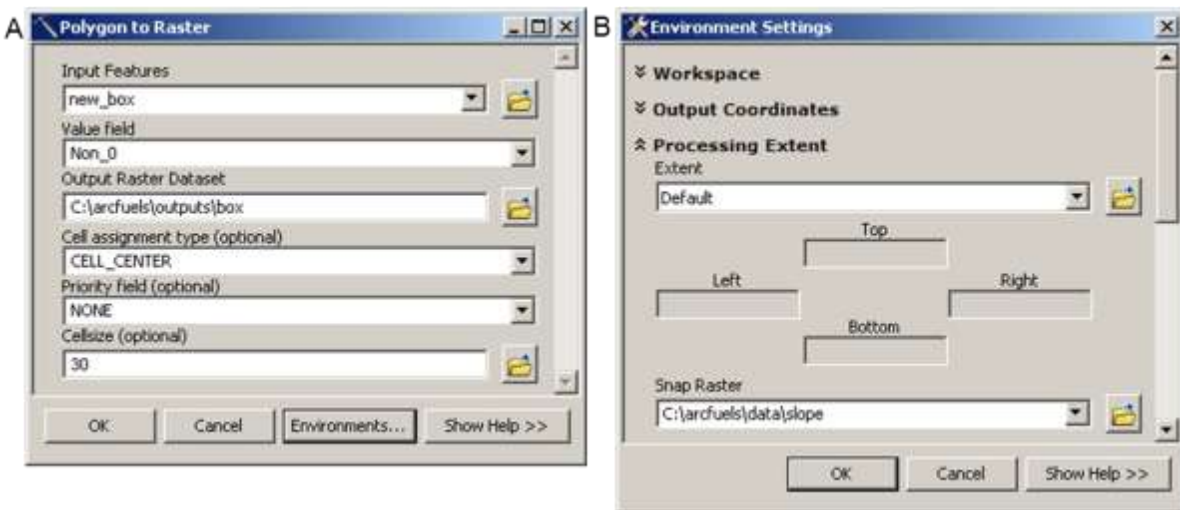 A
Polygon to Raster
Input Features
new_box
Value field
Non_0
Output Raster Dataset
C:\arcfuels\outputs\box
Cell assignment type (optional)
CELL_CENTER
Priority field (optional)
NONE
Cellsize (optional)
30
OK
Cancel
Environments...
Show Help >>
B
Environment Settings
Workspace
Output Coordinates
Processing Extent
Extent
Default
Top
Left
Right
Bottom
Snap Raster
C:\arcfuels\data\slope
OK
Cancel
Show Help >>